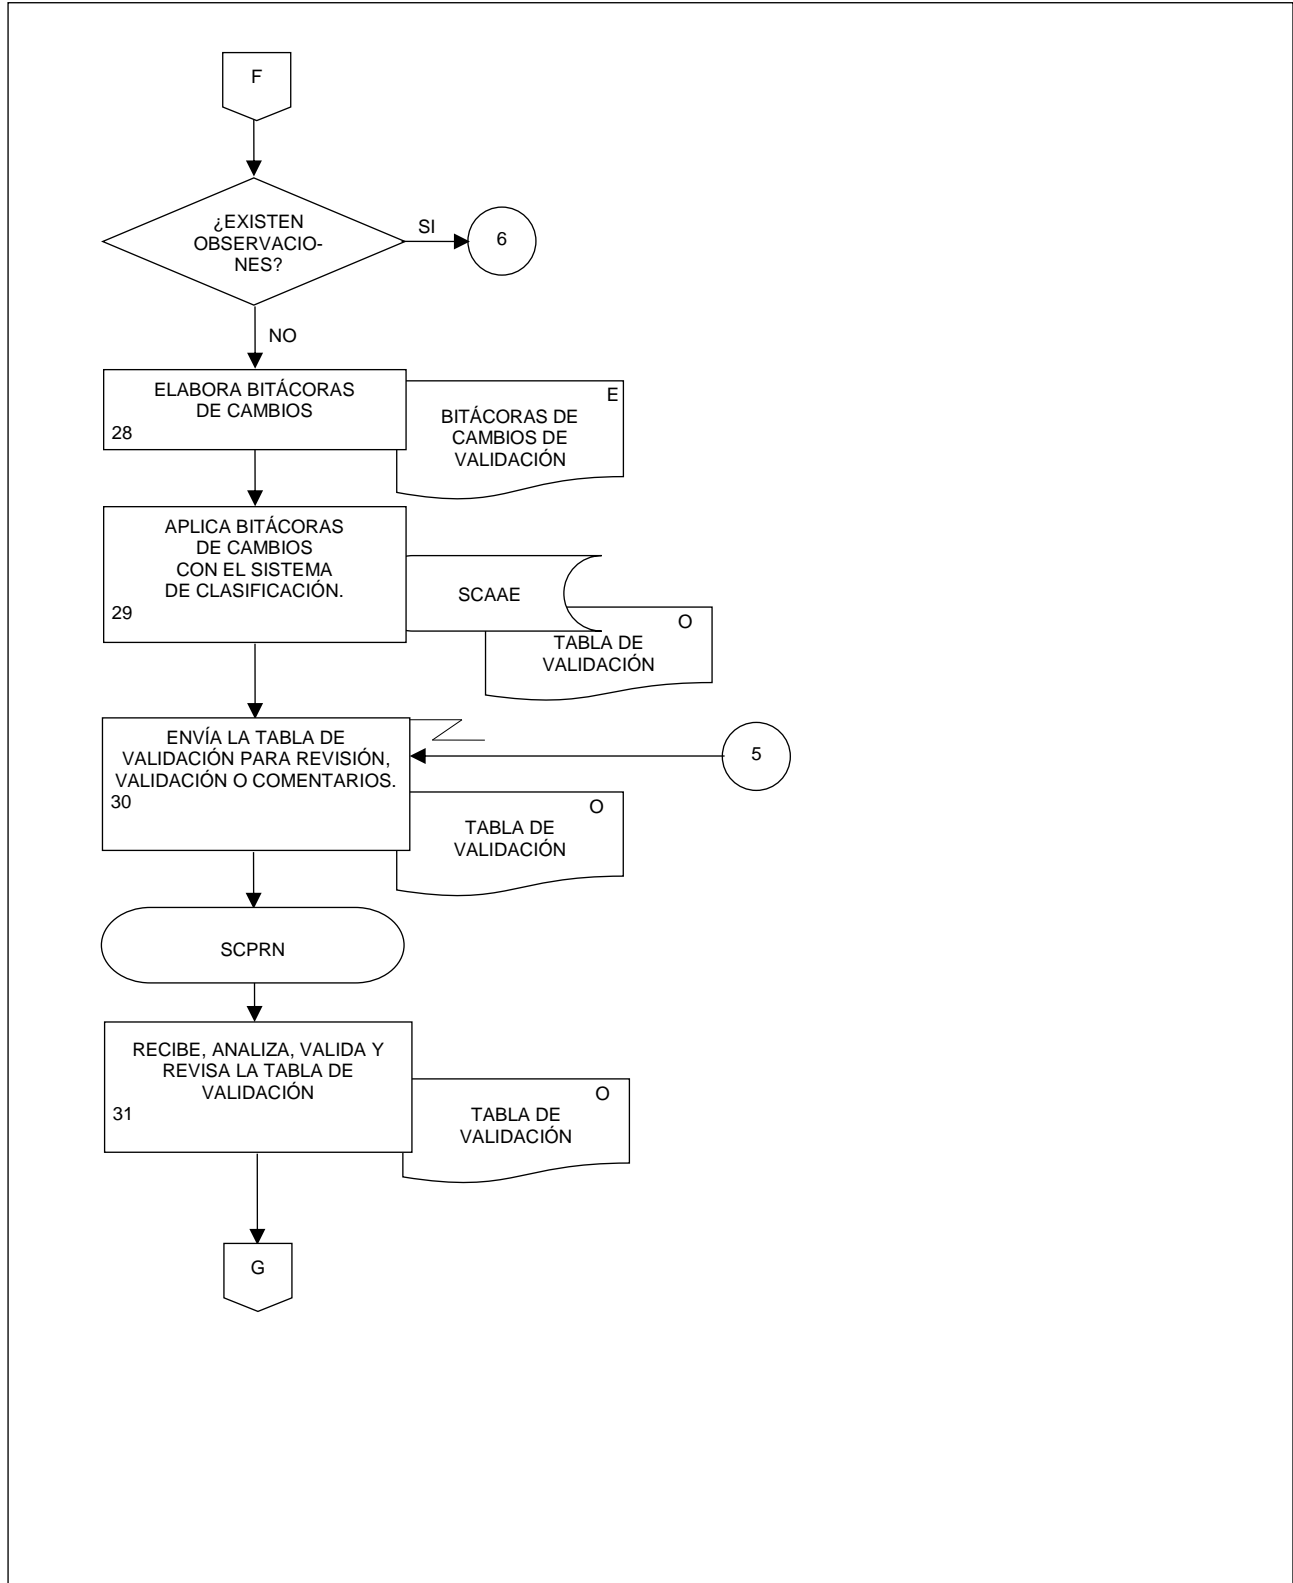 F
¿EXISTEN
OBSERVACIO-
NES?
SI
6
NO
ELABORA BITÁCORAS
DE CAMBIOS
28
E
BITÁCORAS DE
CAMBIOS DE
VALIDACIÓN
APLICA BITÁCORAS
DE CAMBIOS
CON EL SISTEMA
DE CLASIFICACIÓN.
29
SCAAE
O
TABLA DE
VALIDACIÓN
ENVÍA LA TABLA DE
VALIDACIÓN PARA REVISIÓN,
VALIDACIÓN O COMENTARIOS.
30
5
O
TABLA DE
VALIDACIÓN
SCPRN
RECIBE, ANALIZA, VALIDA Y
REVISA LA TABLA DE
VALIDACIÓN
31
O
TABLA DE
VALIDACIÓN
G